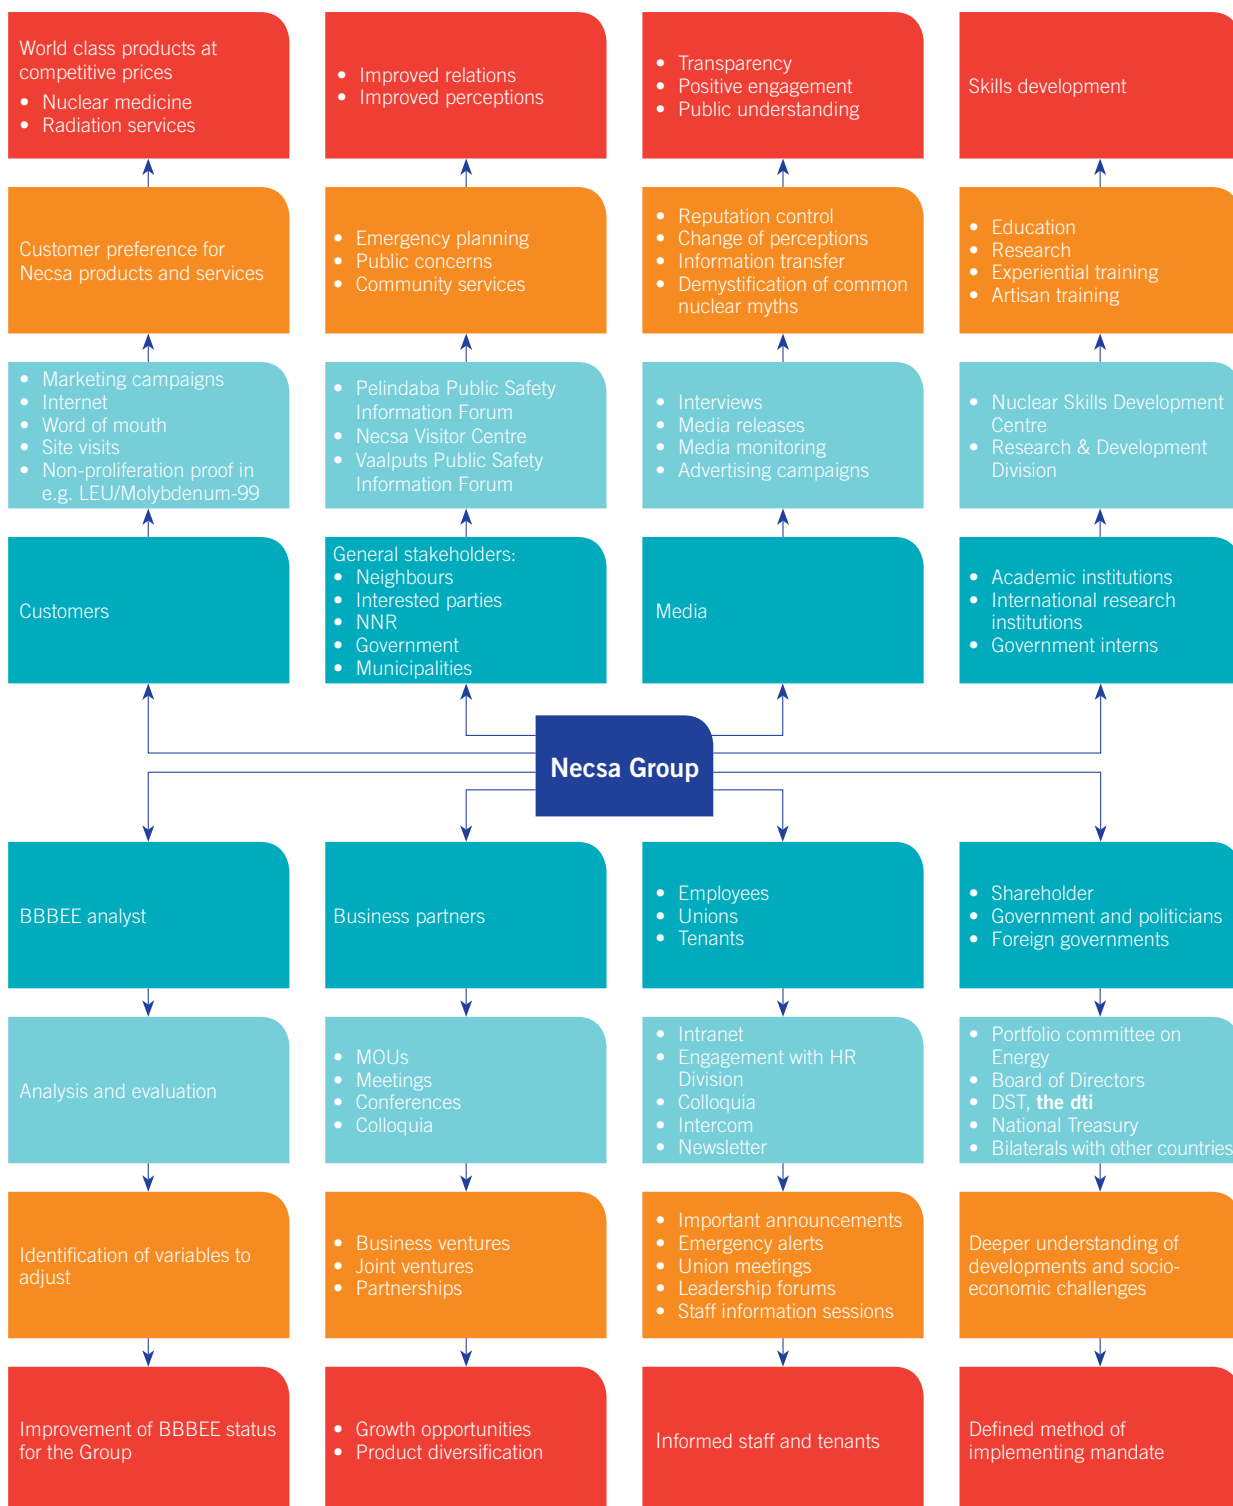 World class products at
competitive prices
• Nuclear medicine
• Radiation services
• Improved relations
• Improved perceptions
• Transparency
• Positive engagement
• Public understanding
Skills development
Customer preference for
Necsa products and services
• Emergency planning
• Public concerns
• Community services
• Reputation control
• Change of perceptions
• Information transfer
• Demystification of common
nuclear myths
• Education
• Research
• Experiential training
• Artisan training
• Marketing campaigns
• Internet
• Word of mouth
• Site visits
• Non-proliferation proof in
e.g. LEU/Molybdenum-99
• Pelindaba Public Safety
Information Forum
• Necsa Visitor Centre
• Vaalputs Public Safety
Information Forum
• Interviews
• Media releases
• Media monitoring
• Advertising campaigns
• Nuclear Skills Development
Centre
• Research & Development
Division
Customers
General stakeholders:
• Neighbours
• Interested parties
• NNR
• Government
• Municipalities
Media
• Academic institutions
• International research
institutions
• Government interns
Necsa Group
BBBEE analyst
Business partners
• Employees
• Unions
• Tenants
• Shareholder
• Government and politicians
• Foreign governments
Analysis and evaluation
• MOUs
• Meetings
• Conferences
• Colloquia
• Intranet
• Engagement with HR
Division
• Colloquia
• Intercom
• Newsletter
• Portfolio committee on
Energy
• Board of Directors
• DST, the dti
• National Treasury
• Bilaterals with other countries
Identification of variables to
adjust
• Business ventures
• Joint ventures
• Partnerships
• Important announcements
• Emergency alerts
• Union meetings
• Leadership forums
• Staff information sessions
Deeper understanding of
developments and socio-
economic challenges
Improvement of BBBEE status
for the Group
• Growth opportunities
• Product diversification
Informed staff and tenants
Defined method of
implementing mandate